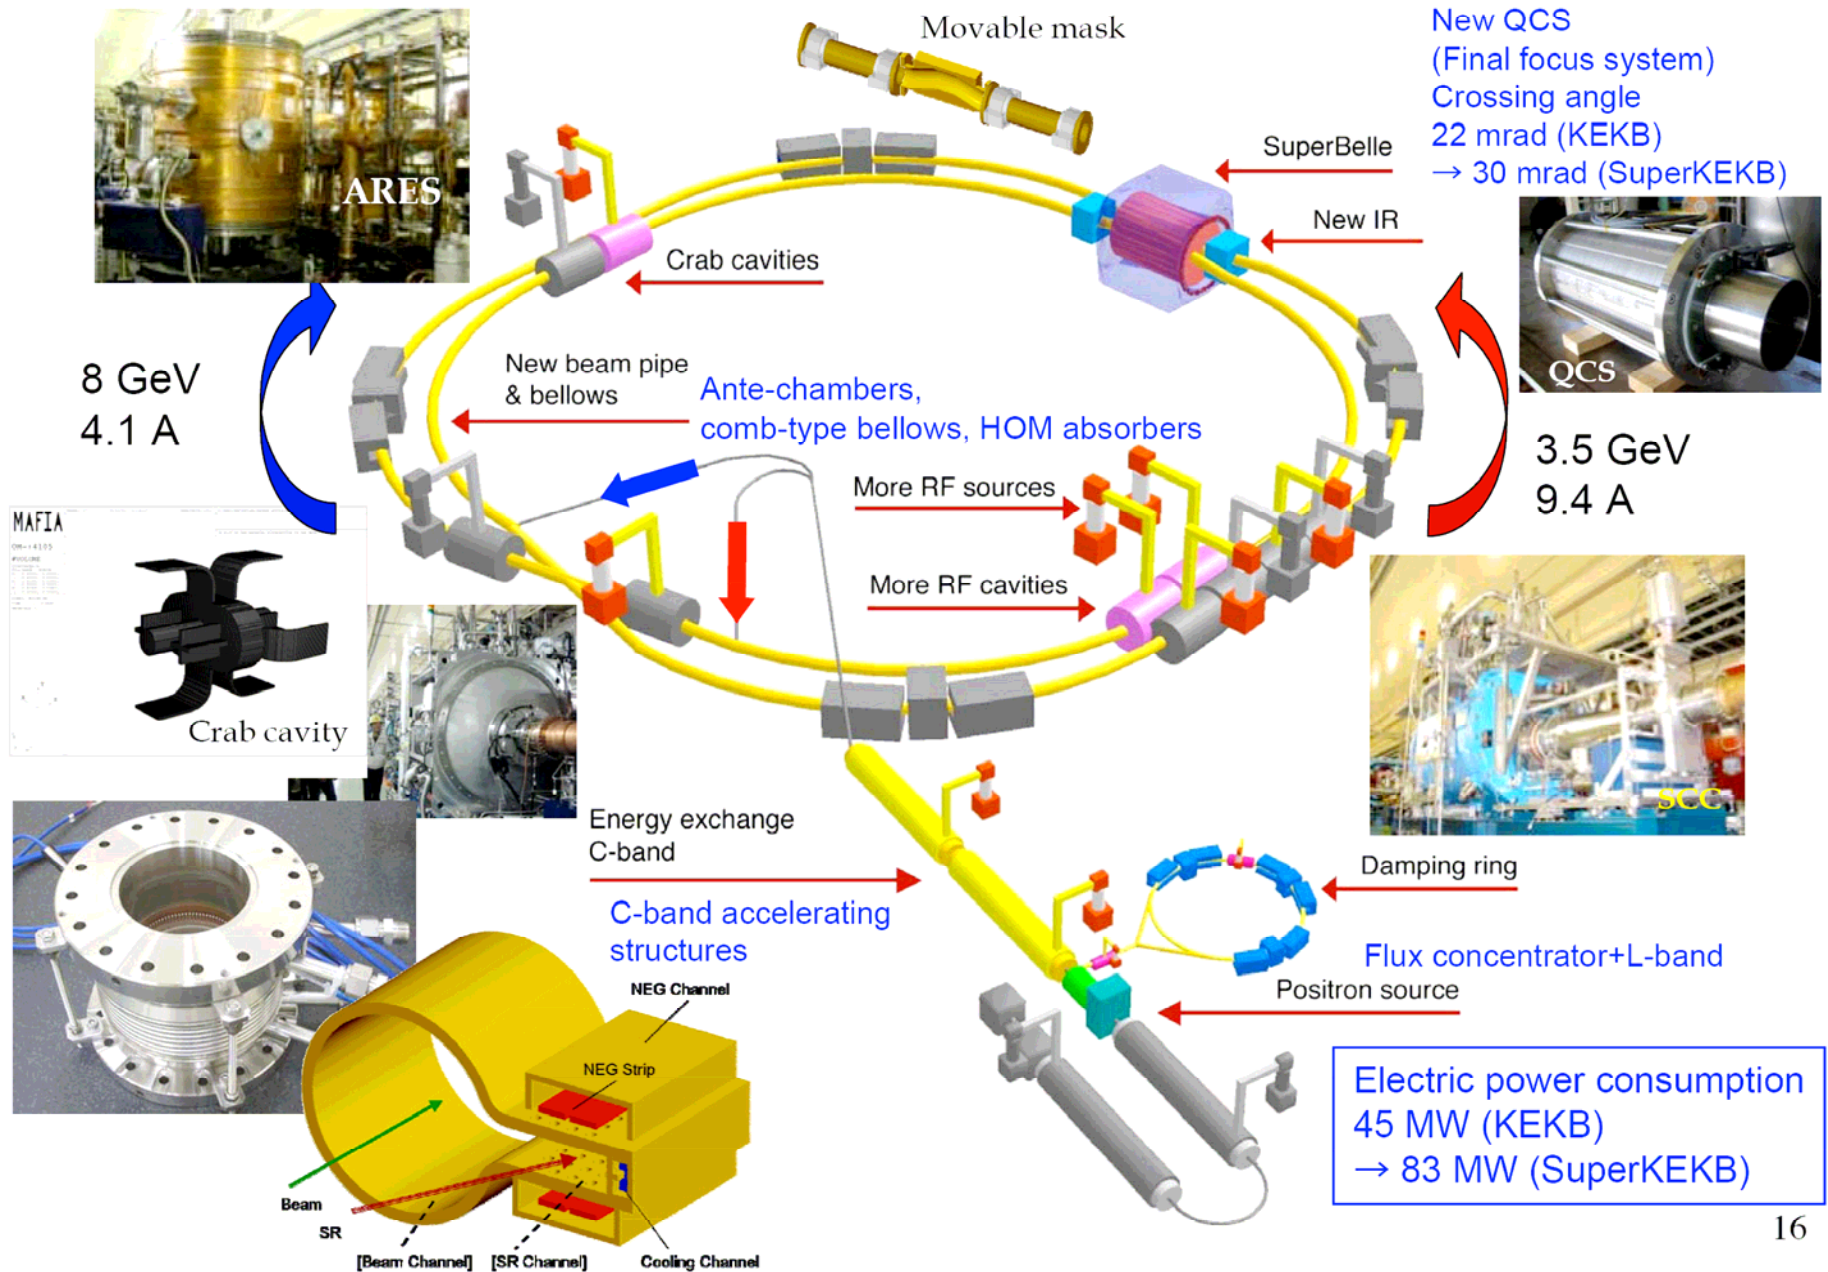 Movable mask
New QCS
(Final focus system)
Crossing angle
22 mrad (KEKB)
→ 30 mrad (SuperKEKB)
ARES
SuperBelle
New IR
Crab cavities
QCS
8 GeV
4.1 A
New beam pipe
& bellows
Ante-chambers,
comb-type bellows, HOM absorbers
3.5 GeV
9.4 A
More RF sources
More RF cavities
MAFIA
Crab cavity
SCC
Energy exchange
C-band
C-band accelerating
structures
Damping ring
Flux concentrator+L-band
Positron source
NEG Channel
NEG Strip
Beam
SR
[Beam Channel]
[SR Channel]
Cooling Channel
Electric power consumption
45 MW (KEKB)
→ 83 MW (SuperKEKB)
16